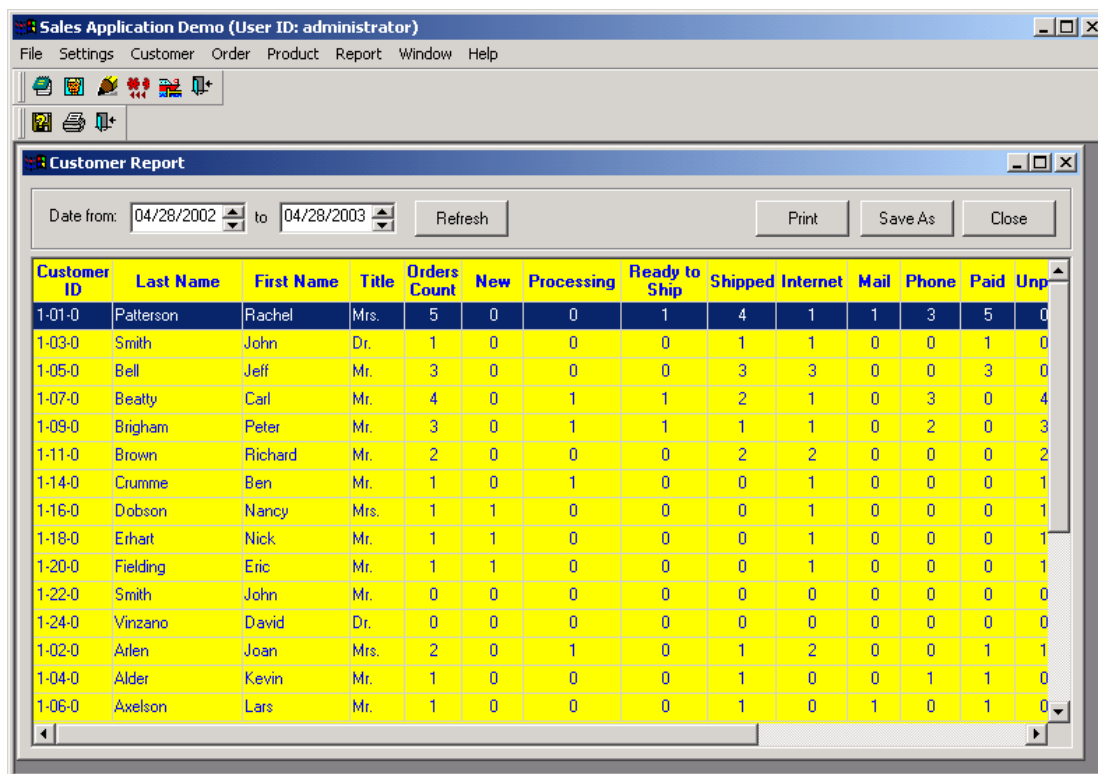 Sales Application Demo (User ID: administrator)
File Settings Customer Order Product Report Window Help
Customer Report
Date from: 04/28/2002 to 04/28/2003 Refresh Print Save As Close
Customer ID Last Name First Name Title Orders Count New Processing Ready to Ship Shipped Internet Mail Phone Paid Unp
1-01-0 Patterson Rachel Mrs. 5 0 0 1 4 1 1 3 5 0
1-03-0 Smith John Dr. 1 0 0 0 1 1 0 0 1 0
1-05-0 Bell Jeff Mr. 3 0 0 0 3 3 0 0 3 0
1-07-0 Beatty Carl Mr. 4 0 1 1 2 1 0 3 0 4
1-09-0 Brigham Peter Mr. 3 0 1 1 1 1 0 2 0 3
1-11-0 Brown Richard Mr. 2 0 0 0 2 2 0 0 0 2
1-14-0 Crumme Ben Mr. 1 0 1 0 0 1 0 0 0 1
1-16-0 Dobson Nancy Mrs. 1 1 0 0 0 1 0 0 0 1
1-18-0 Erhart Nick Mr. 1 1 0 0 0 1 0 0 0 1
1-20-0 Fielding Eric Mr. 1 1 0 0 0 1 0 0 0 1
1-22-0 Smith John Mr. 0 0 0 0 0 0 0 0 0 0
1-24-0 Vinzano David Dr. 0 0 0 0 0 0 0 0 0 0
1-02-0 Arlen Joan Mrs. 2 0 1 0 1 2 0 0 1 1
1-04-0 Alder Kevin Mr. 1 0 0 0 1 0 0 1 1 0
1-06-0 Axelson Lars Mr. 1 0 0 0 1 0 1 0 1 0